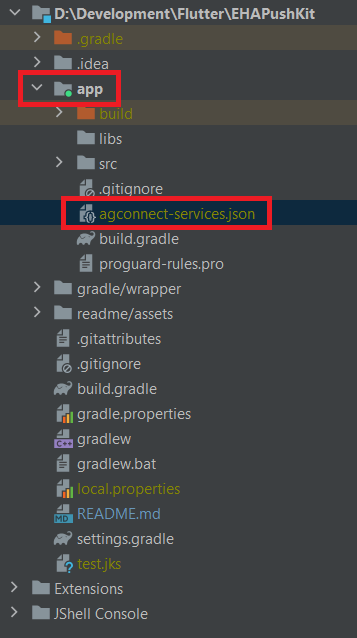 D:\Development\Flutter\EHAPushKit
.gradle
.idea
app
build
libs
src
.gitignore
agconnect-services.json
build.gradle
proguard-rules.pro
gradle/wrapper
readme/assets
.gitattributes
.gitignore
build.gradle
gradle.properties
C++ gradlew
gradlew.bat
local.properties
MD README.md
settings.gradle
test.jks
Extensions
JShell Console